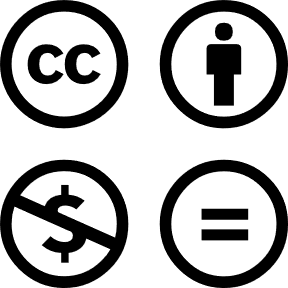 CC
$
=